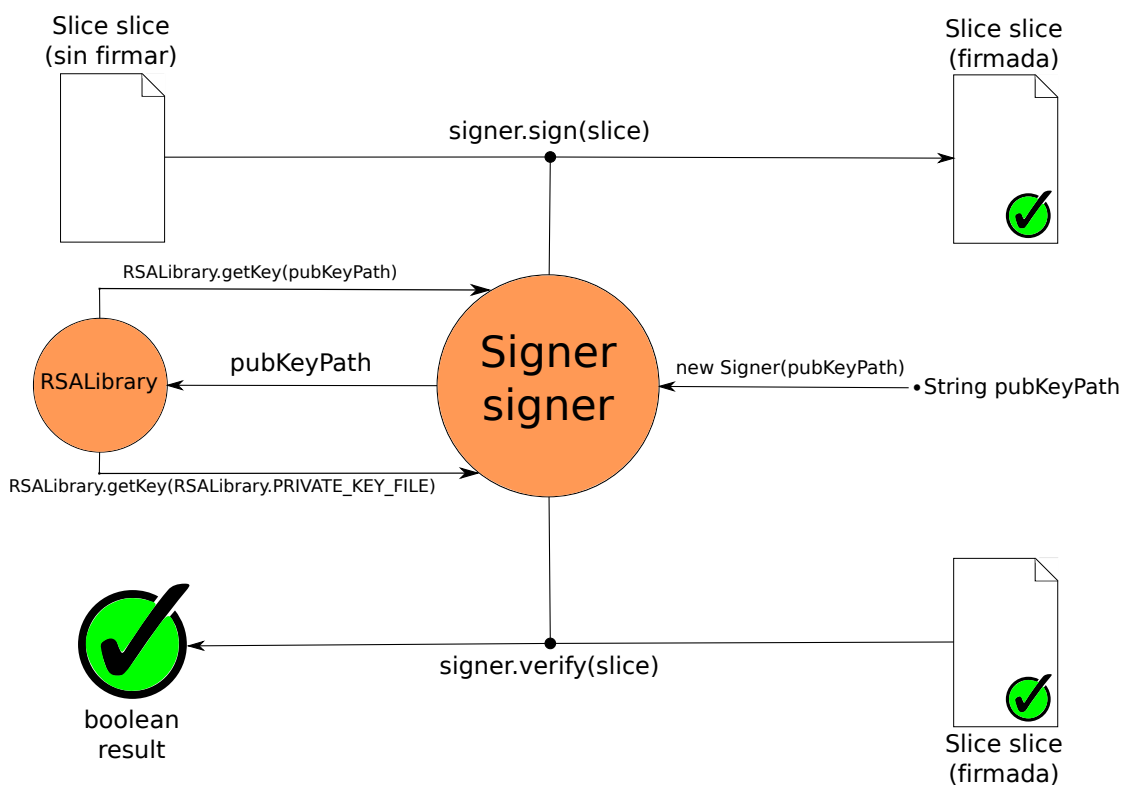 Slice slice
(sin firmar)
Slice slice
(firmada)
signer.sign(slice)
RSALibrary.getKey(pubKeyPath)
Signer
signer
pubKeyPath
RSALibrary
new Signer(pubKeyPath)
String pubKeyPath
RSALibrary.getKey(RSALibrary.PRIVATE_KEY_FILE)
signer.verify(slice)
boolean
result
Slice slice
(firmada)